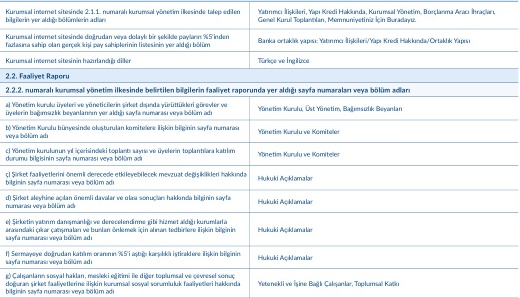 Kurumsal internet sitesinde 2.1.1. numaralı kurumsal yönetim ilkesinde talep edilen
bilgilerin yer aldığı bölümlerin adları
Yatırımcı İlişkileri, Yapı Kredi Hakkında, Kurumsal Yönetim, Borçlanma Aracı İhraçları,
Genel Kurul Toplantıları, Memnuniyetiniz İçin Buradayız.
Kurumsal internet sitesinde doğrudan veya dolaylı bir şekilde payların %5'inden
fazlasına sahip olan gerçek kişi pay sahiplerinin listesinin yer aldığı bölüm
Banka ortaklık yapısı: Yatırımcı İlişkileri/Yapı Kredi Hakkında/Ortaklık Yapısı
Kurumsal internet sitesinin hazırlandığı diller
Türkçe ve İngilizce
2.2. Faaliyet Raporu
2.2.2. numaralı kurumsal yönetim ilkesinde belirtilen bilgilerin faaliyet raporunda yer aldığı sayfa numaraları veya bölüm adları
a) Yönetim kurulu üyeleri ve yöneticilerin şirket dışında yürüttükleri görevler ve
üyelerin bağımsızlık beyanlarının yer aldığı sayfa numarası veya bölüm adı
Yönetim Kurulu, Üst Yönetim, Bağımsızlık Beyanları
b) Yönetim Kurulu bünyesinde oluşturulan komitelere ilişkin bilginin sayfa numarası
veya bölüm adı
Yönetim Kurulu ve Komiteler
c) Yönetim kurulunun yıl içerisindeki toplantı sayısı ve üyelerin toplantılara katılım
durumu bilgisinin sayfa numarası veya bölüm adı
Yönetim Kurulu ve Komiteler
ç) Şirket faaliyetlerini önemli derecede etkileyebilecek mevzuat değişiklikleri hakkında
bilginin sayfa numarası veya bölüm adı
Hukuki Açıklamalar
d) Şirket aleyhine açılan önemli davalar ve olası sonuçları hakkında bilginin sayfa
numarası veya bölüm adı
Hukuki Açıklamalar
e) Şirketin yatırım danışmanlığı ve derecelendirme gibi hizmet aldığı kurumlarla
arasındaki çıkar çatışmaları ve bunları önlemek için alınan tedbirlere ilişkin bilginin
sayfa numarası veya bölüm adı
Hukuki Açıklamalar
f) Sermayeye doğrudan katılım oranının %5'i aştığı karşılıklı iştiraklere ilişkin bilginin
sayfa numarası veya bölüm adı
Hukuki Açıklamalar
g) Çalışanların sosyal hakları, mesleki eğitimi ile diğer toplumsal ve çevresel sonuç
doğuran şirket faaliyetlerine ilişkin kurumsal sosyal sorumluluk faaliyetleri hakkında
bilginin sayfa numarası veya bölüm adı
Yetenekli ve İşine Bağlı Çalışanlar, Toplumsal Katkı